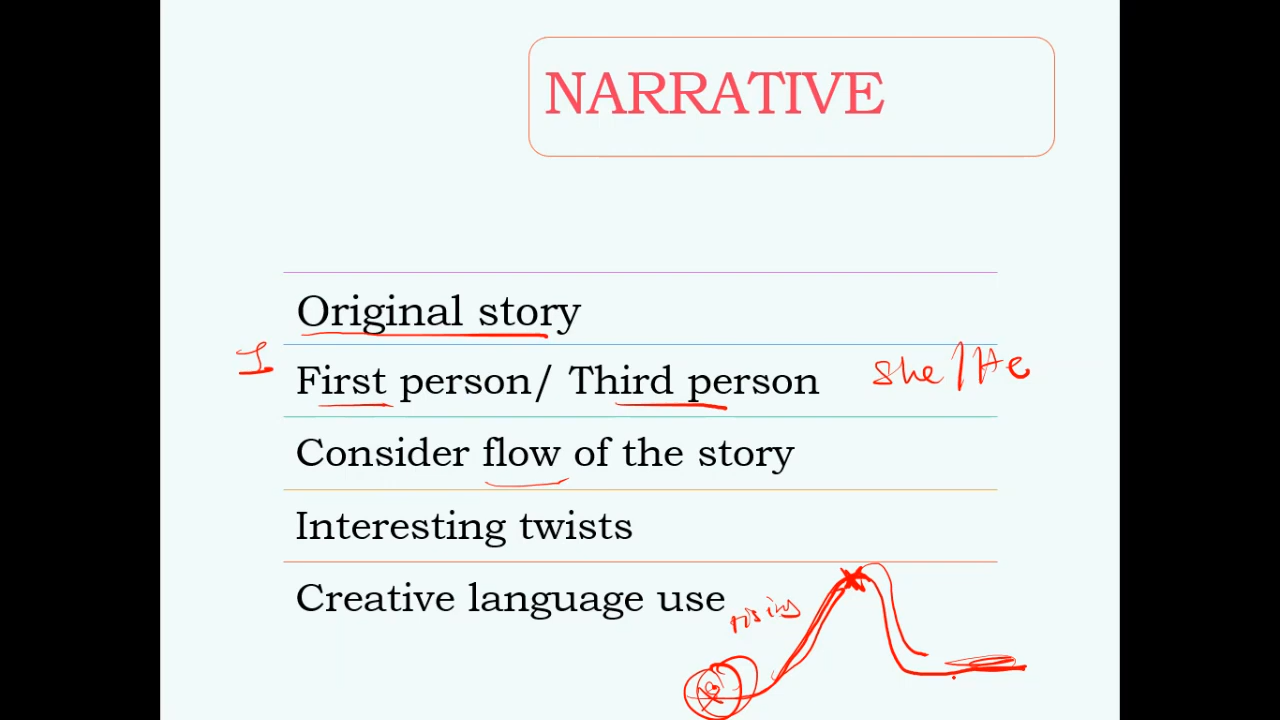 NARRATIVE
Original story
I
First person/ Third person
She/He
Consider flow of the story
Interesting twists
Creative language use
rising